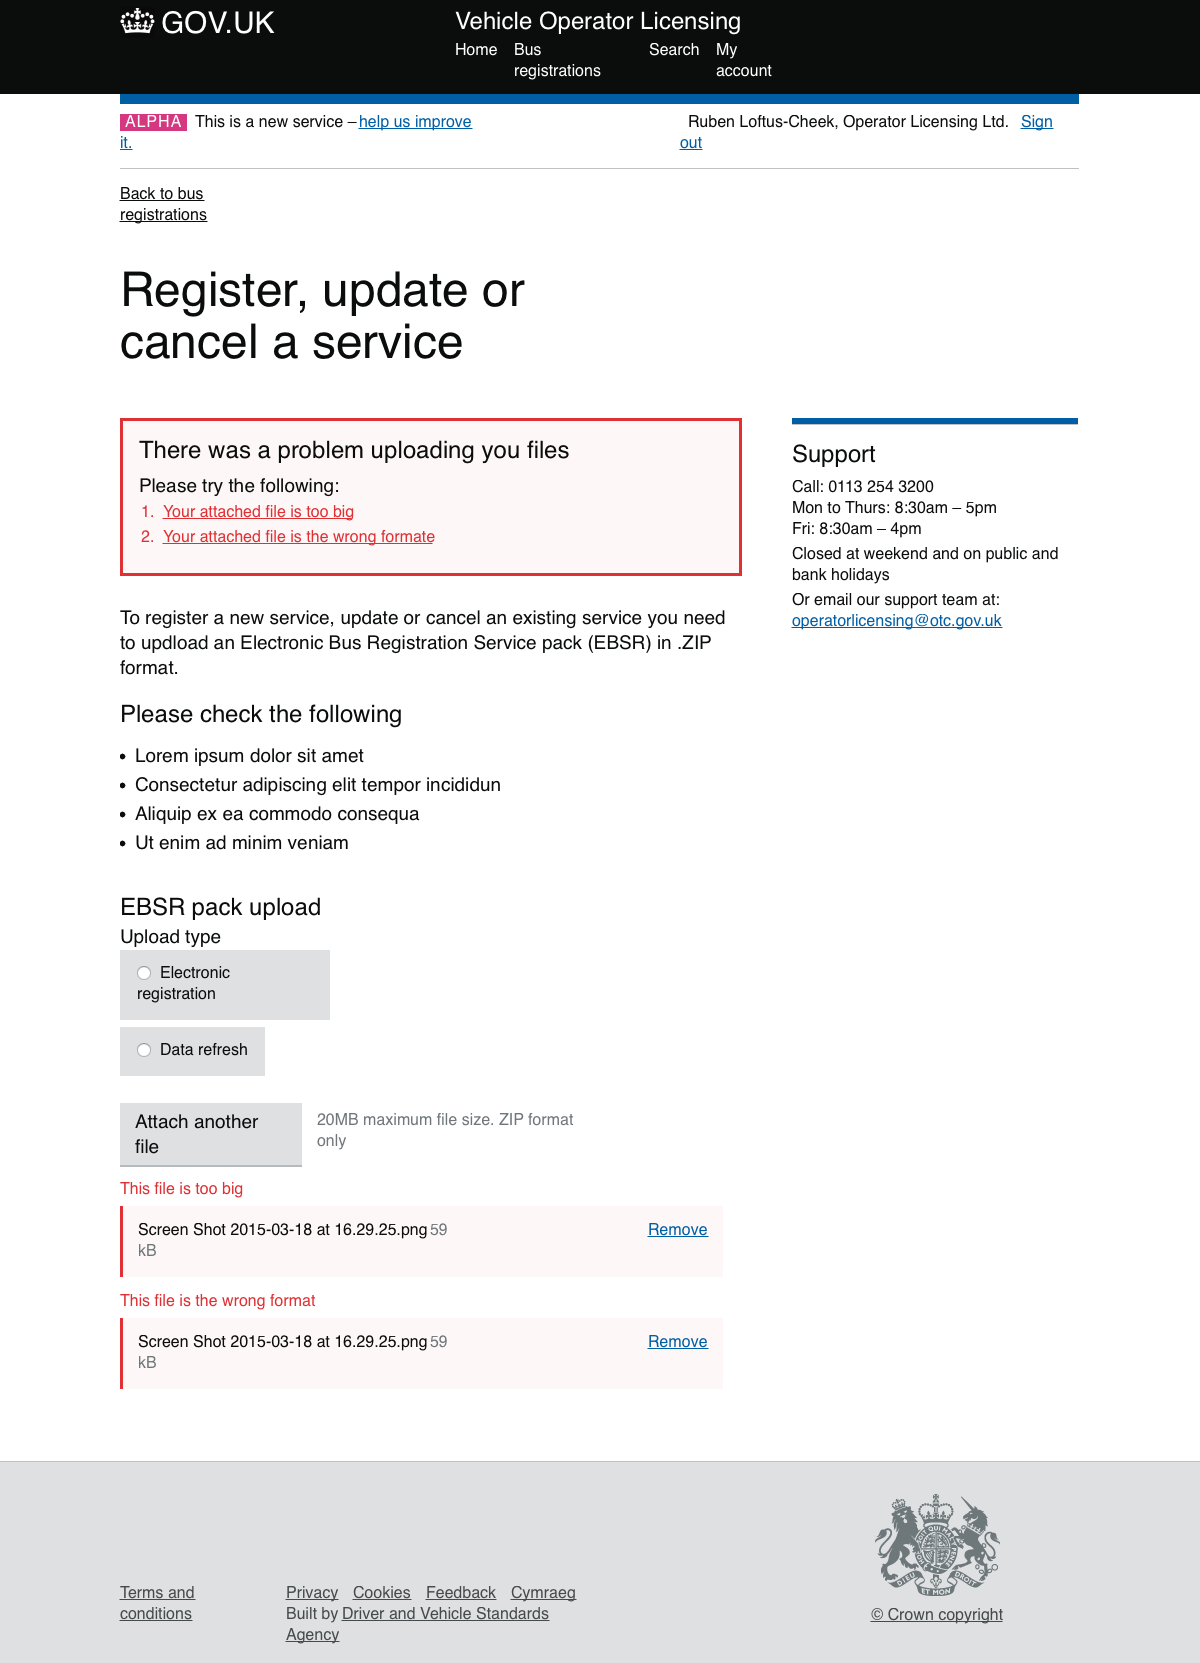 GOV.UK
Vehicle Operator Licensing
Home Bus registrations Search My account
ALPHA This is a new service – help us improve it.
Ruben Loftus-Cheek, Operator Licensing Ltd. Sign out
Back to bus
registrations
Register, update or
cancel a service
There was a problem uploading you files
Please try the following:
1. Your attached file is too big
2. Your attached file is the wrong formate
To register a new service, update or cancel an existing service you need
to updload an Electronic Bus Registration Service pack (EBSR) in .ZIP
format.
Please check the following
• Lorem ipsum dolor sit amet
• Consectetur adipiscing elit tempor incididun
• Aliquip ex ea commodo consequa
• Ut enim ad minim veniam
EBSR pack upload
Upload type
Electronic
registration
Data refresh
Attach another
file
20MB maximum file size. ZIP format
only
This file is too big
Screen Shot 2015-03-18 at 16.29.25.png 59
kB
Remove
This file is the wrong format
Screen Shot 2015-03-18 at 16.29.25.png 59
kB
Remove
Support
Call: 0113 254 3200
Mon to Thurs: 8:30am – 5pm
Fri: 8:30am – 4pm
Closed at weekend and on public and
bank holidays
Or email our support team at:
operatorlicensing@otc.gov.uk
Terms and
conditions
Privacy Cookies Feedback Cymraeg
Built by Driver and Vehicle Standards
Agency
DIEU ET MON DROIT
© Crown copyright